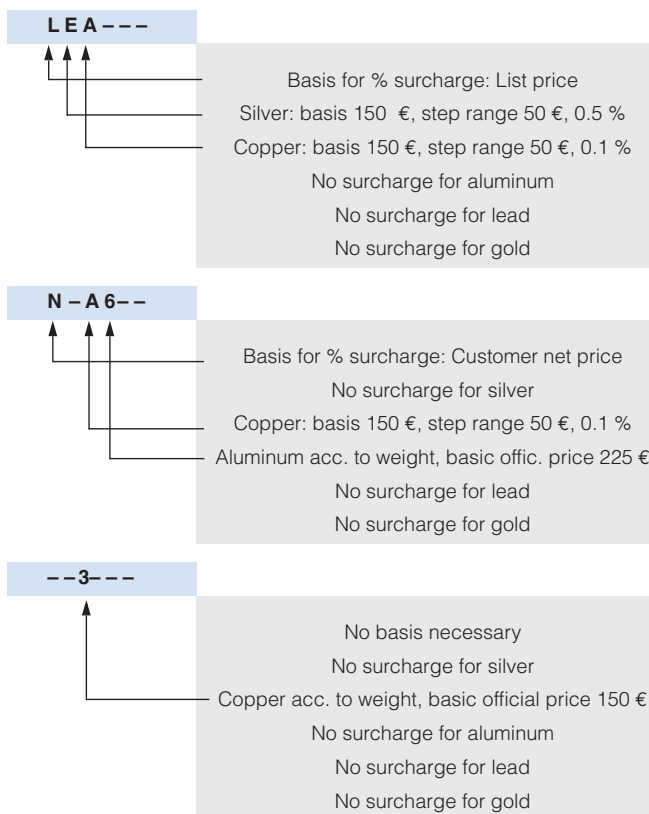 L E A – – –
Basis for % surcharge: List price
Silver: basis 150 €, step range 50 €, 0.5 %
Copper: basis 150 €, step range 50 €, 0.1 %
No surcharge for aluminum
No surcharge for lead
No surcharge for gold
N – A 6 – –
Basis for % surcharge: Customer net price
No surcharge for silver
Copper: basis 150 €, step range 50 €, 0.1 %
Aluminum acc. to weight, basic offic. price 225 €
No surcharge for lead
No surcharge for gold
– – 3 – – –
No basis necessary
No surcharge for silver
Copper acc. to weight, basic official price 150 €
No surcharge for aluminum
No surcharge for lead
No surcharge for gold